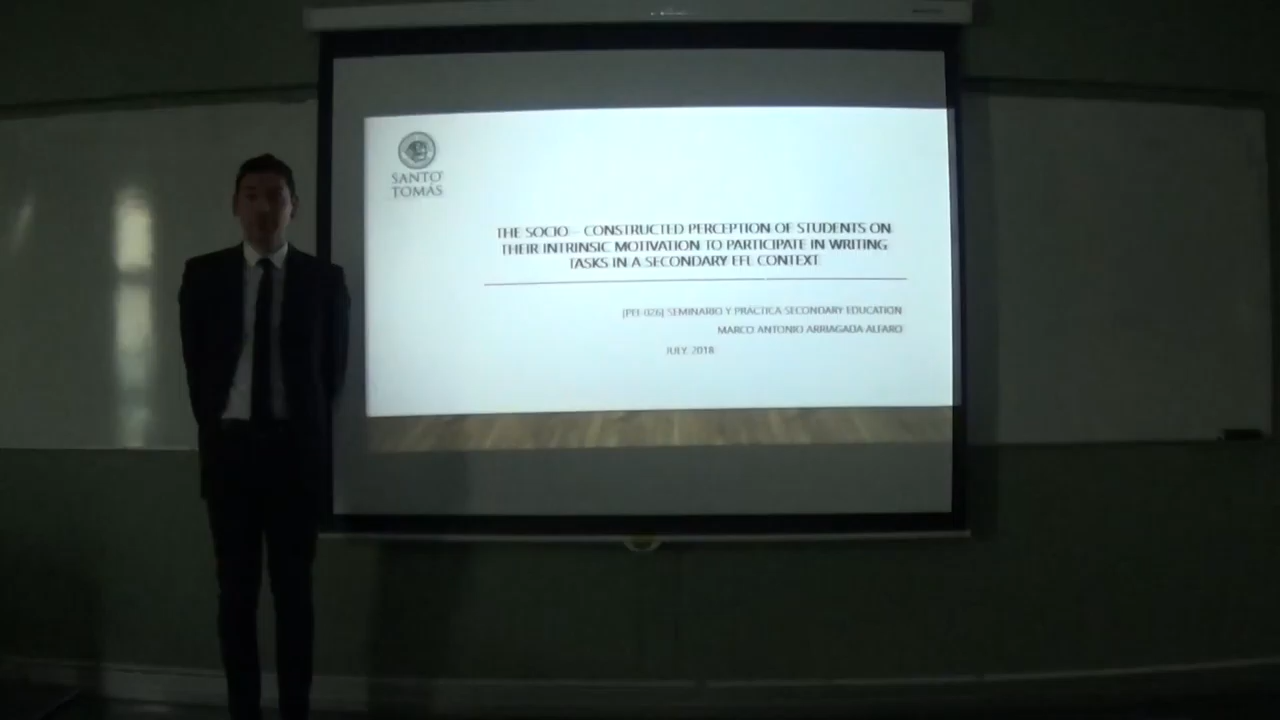 SANTO
TOMÁS
THE SOCIO – CONSTRUCTED PERCEPTION OF STUDENTS ON
THEIR INTRINSIC MOTIVATION TO PARTICIPATE IN WRITING
TASKS IN A SECONDARY EFL CONTEXT
[PEI-026] SEMINARIO Y PRÁCTICA SECONDARY EDUCATION
MARCO ANTONIO ARRIAGADA ALFARO
JULY, 2018